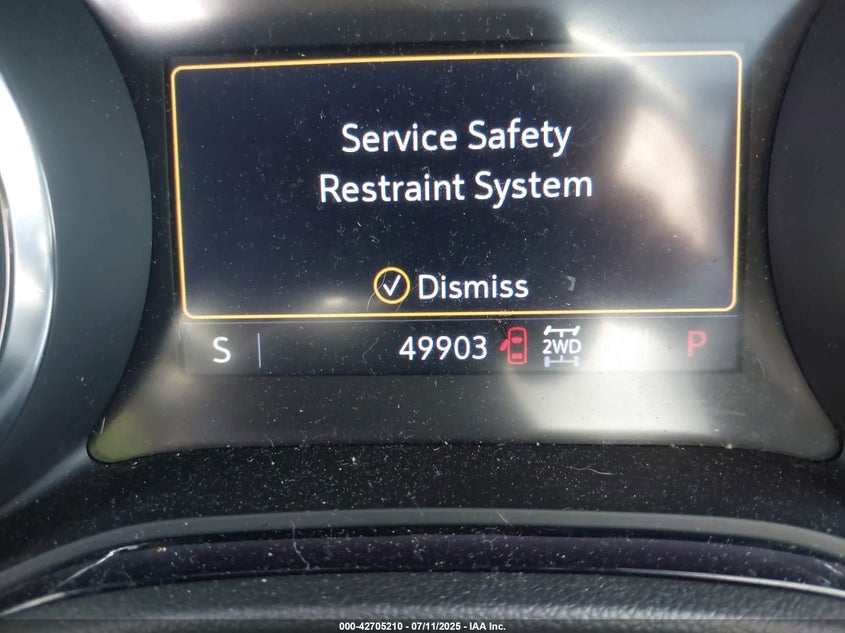 Service Safety
Restraint System
Dismiss
S 49903 2WD P
000-42705210 - 07/11/2025 - IAA Inc.